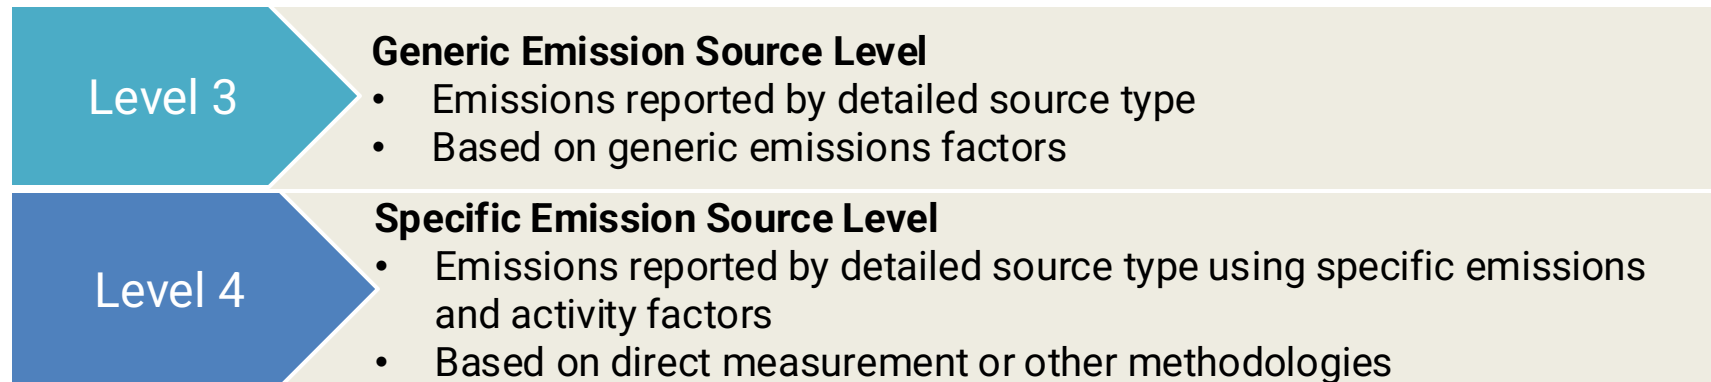 Level 3
Generic Emission Source Level
• Emissions reported by detailed source type
• Based on generic emissions factors
Level 4
Specific Emission Source Level
• Emissions reported by detailed source type using specific emissions
and activity factors
• Based on direct measurement or other methodologies